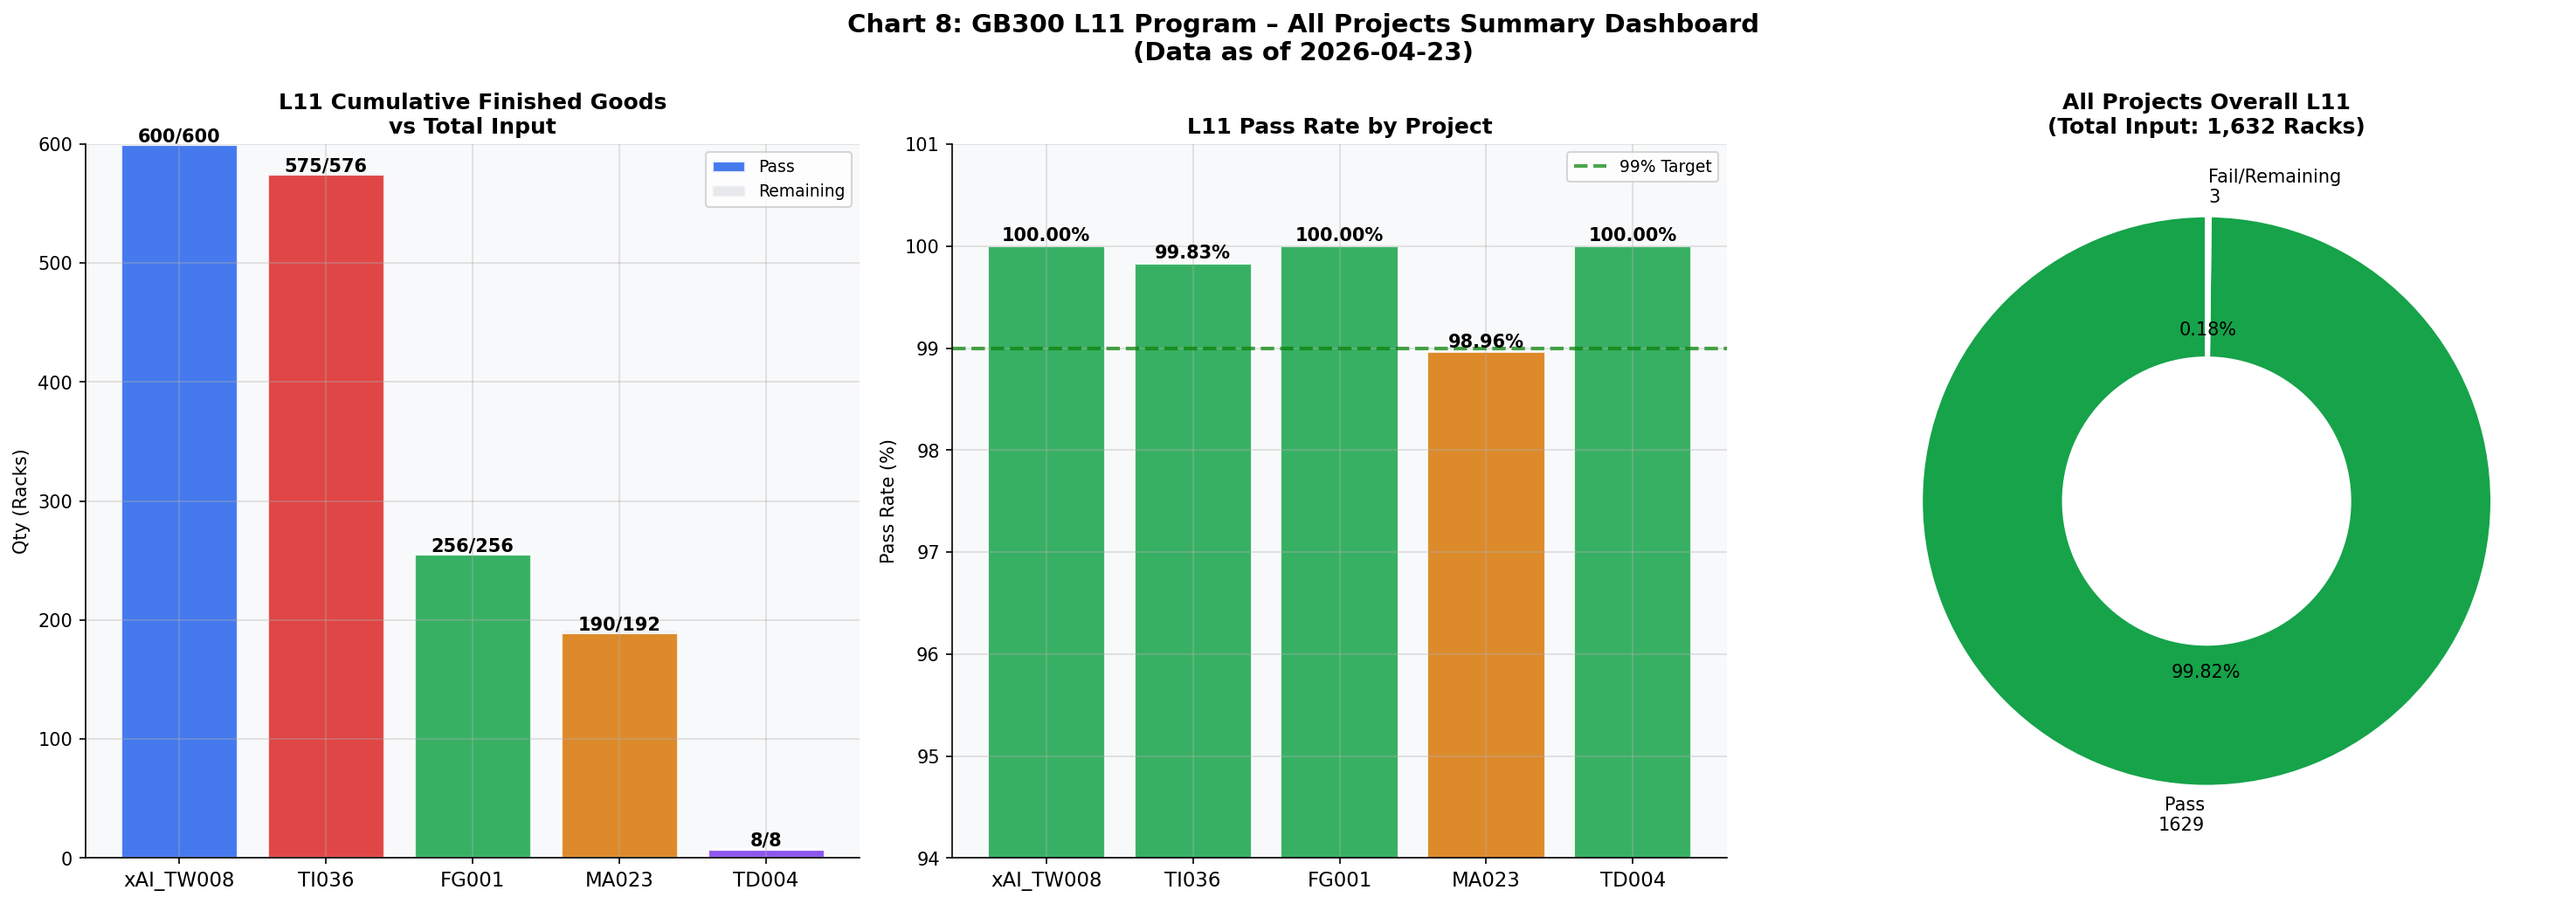 Chart 8: GB300 L11 Program – All Projects Summary Dashboard
(Data as of 2026-04-23)
L11 Cumulative Finished Goods
vs Total Input
Qty (Racks)
600
500
400
300
200
100
0
600/600
575/576
256/256
190/192
8/8
Pass
Remaining
xAI_TW008
TI036
FG001
MA023
TD004
L11 Pass Rate by Project
Pass Rate (%)
101
100
99
98
97
96
95
94
100.00%
99.83%
100.00%
98.96%
100.00%
99% Target
xAI_TW008
TI036
FG001
MA023
TD004
All Projects Overall L11
(Total Input: 1,632 Racks)
Fail/Remaining
3
0.18%
99.82%
Pass
1629